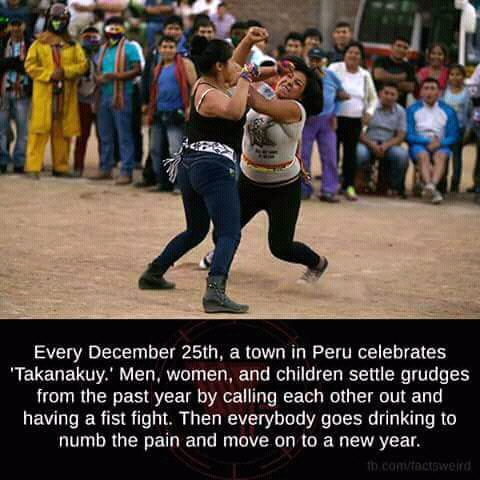 Every December 25th, a town in Peru celebrates
'Takanakuy.' Men, women, and children settle grudges
from the past year by calling each other out and
having a fist fight. Then everybody goes drinking to
numb the pain and move on to a new year.
fb.com/factsweird